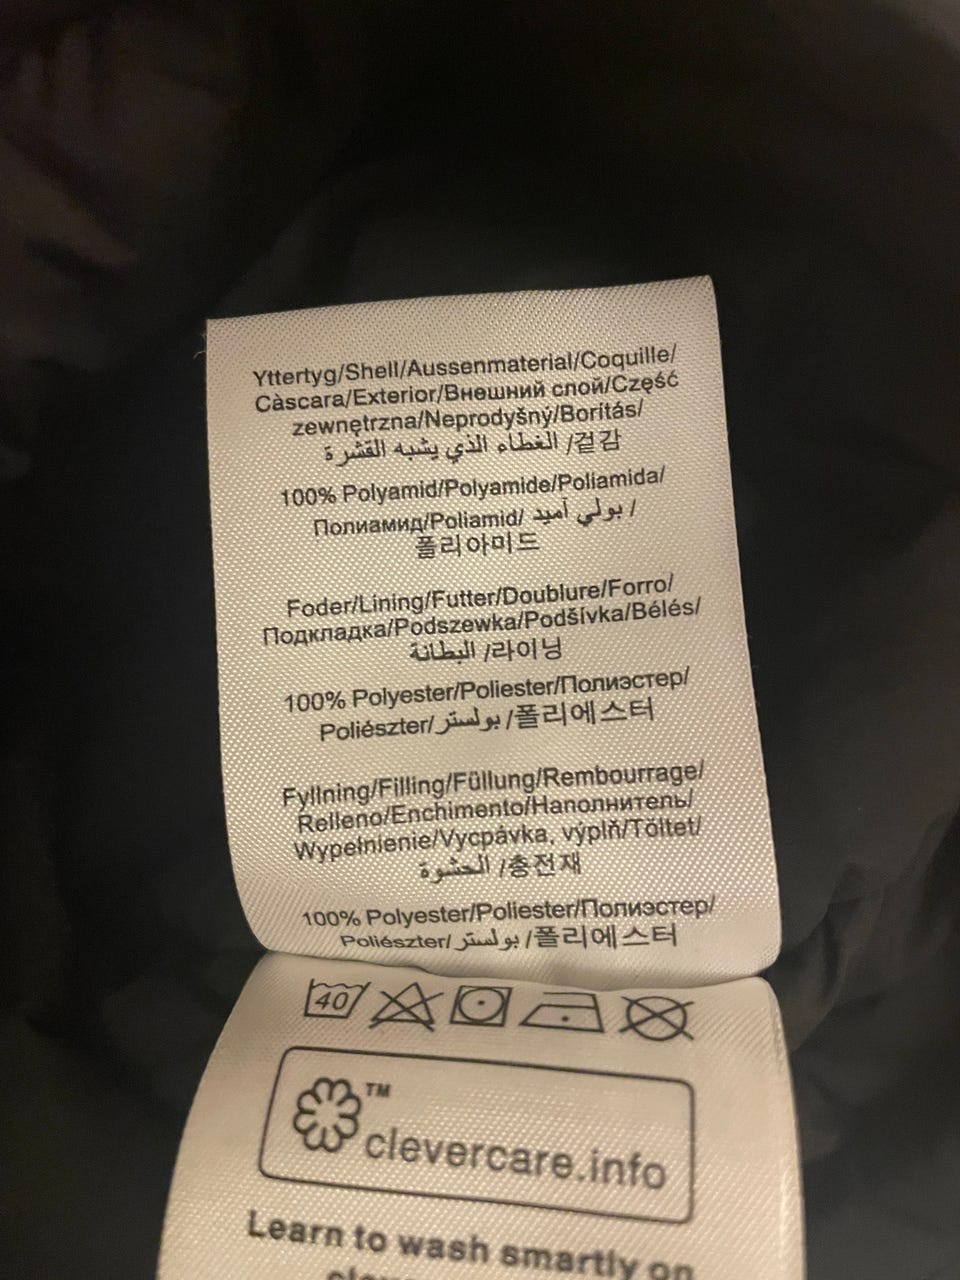 Yttertyg/Shell/Aussenmaterial/Coquille/
Càscara/Exterior/Внешний слой/Część
zewnętrzna/Neprodyšný/Borítás/
الغطاء الذي يشبه القشرة /겉감
100% Polyamid/Polyamide/Poliamida/
Полиамид/Poliamid/ بولي أميد /
폴리아미드
Foder/Lining/Futter/Doublure/Forro/
Подкладка/Podszewka/Podšívka/Bélés/
البطانة /라이닝
100% Polyester/Poliester/Полиэстер/
Poliészter/ بولستر /폴리에스터
Fyllning/Filling/Füllung/Rembourrage/
Relleno/Enchimento/Наполнитель/
Wypełnienie/Vycpávka, výplň/Töltet/
الحشوة /충전재
100% Polyester/Poliester/Полиэстер/
Poliészter/ بولستر /폴리에스터
40
TM
clevercare.info
Learn to wash smartly on